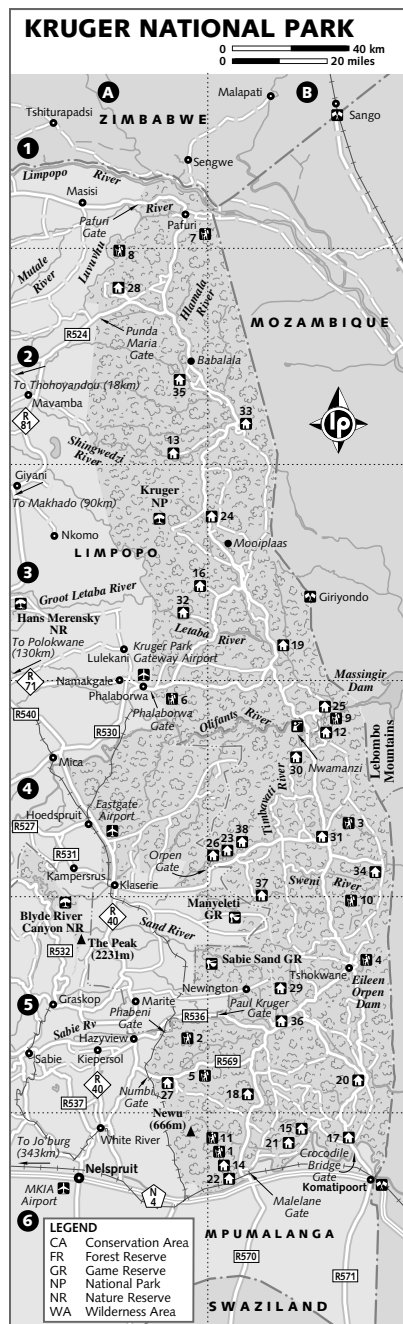 KRUGER NATIONAL PARK
0 40 km
0 20 miles
A
B
Malapati
Tshiturapadsi
ZIMBABWE
Sango
1
Sengwe
Limpopo
River
Masisi
River
Pafuri
Gate
Pafuri
7
Luvuvhu
8
Mutale
River
28
Hlamala
River
MOZAMBIQUE
R524
Punda
Maria
Gate
2
Babalala
To Thohoyandou (18km)
35
Mavamba
lp
33
R
81
Shingwedzi
River
13
Giyani
Kruger
NP
To Makhado (90km)
24
Nkomo
Mooiplaas
LIMPOPO
3
16
Groot Letaba River
Giriyondo
32
Hans Merensky
NR
Letaba River
To Polokwane
(130km)
Kruger Park
Gateway Airport
19
Lulekani
Massingir
Dam
R
71
Namakgale
Phalaborwa
6
25
R540
Phalaborwa
Gate
Olifants River
9
R530
12
Lebombo
Mountains
Nwamanzi
Mica
30
4
Eastgate
Airport
Timbavati
River
Hoedspruit
3
R527
38
31
Orpen
Gate
26
23
R531
Sweni River
34
Kampersrus
Klaserie
37
10
Manyeleti
GR
Blyde River
Canyon NR
R
40
Sand River
The Peak
(2231m)
R532
Sabie Sand GR
4
Tshokwane
Newington
29
Eileen
Orpen
Dam
5
Graskop
Marite
Paul Kruger
Gate
Phabeni
Gate
R536
36
Sabie Rv
Hazyview
2
Sabie
Kiepersol
R569
5
20
R
40
Numbi
Gate
27
18
R537
Newu
(666m)
15
17
To Jo'burg
(343km)
White River
11
21
1
Crocodile
Bridge
Gate
14
Nelspruit
22
Komatipoort
MKIA
Airport
N
4
Malelane
Gate
6
MPUMALANGA
LEGEND
CA Conservation Area
FR Forest Reserve
GR Game Reserve
NP National Park
NR Nature Reserve
WA Wilderness Area
R570
R571
SWAZILAND